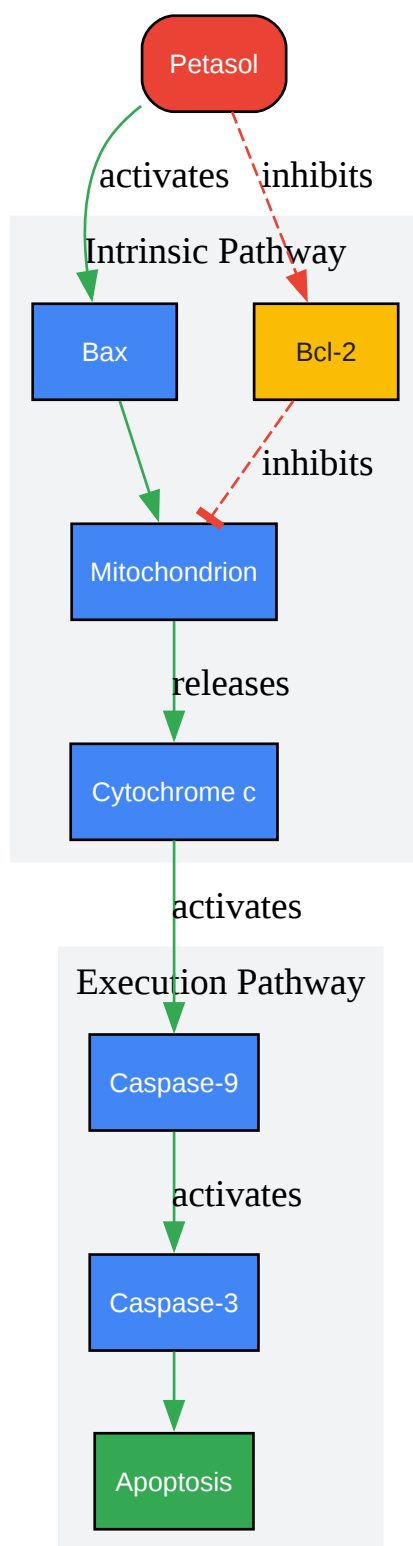 Petasol
activates
inhibits
Intrinsic Pathway
Bax
Bcl-2
inhibits
Mitochondrion
releases
Cytochrome c
activates
Execution Pathway
Caspase-9
activates
Caspase-3
Apoptosis